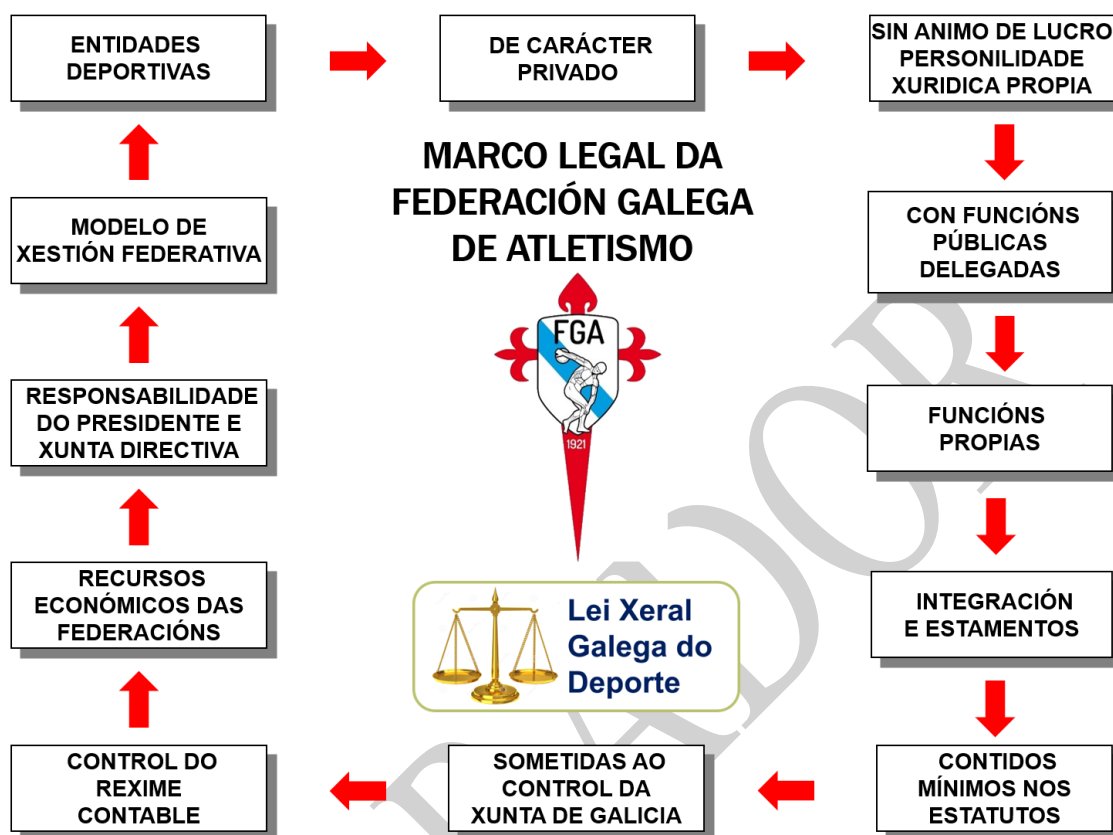 ENTIDADES
DEPORTIVAS
DE CARÁCTER
PRIVADO
SIN ANIMO DE LUCRO
PERSONILIDADE
XURIDICA PROPIA
CON FUNCIÓNS
PÚBLICAS
DELEGADAS
FUNCIÓNS
PROPIAS
INTEGRACIÓN
E ESTAMENTOS
CONTIDOS
MÍNIMOS NOS
ESTATUTOS
SOMETIDAS AO
CONTROL DA
XUNTA DE GALICIA
CONTROL DO
REXIME
CONTABLE
RECURSOS
ECONÓMICOS DAS
FEDERACIÓNS
RESPONSABILIDADE
DO PRESIDENTE E
XUNTA DIRECTIVA
MODELO DE
XESTIÓN FEDERATIVA
MARCO LEGAL DA
FEDERACIÓN GALEGA
DE ATLETISMO
FGA
1921
Lei Xeral
Galega do
Deporte